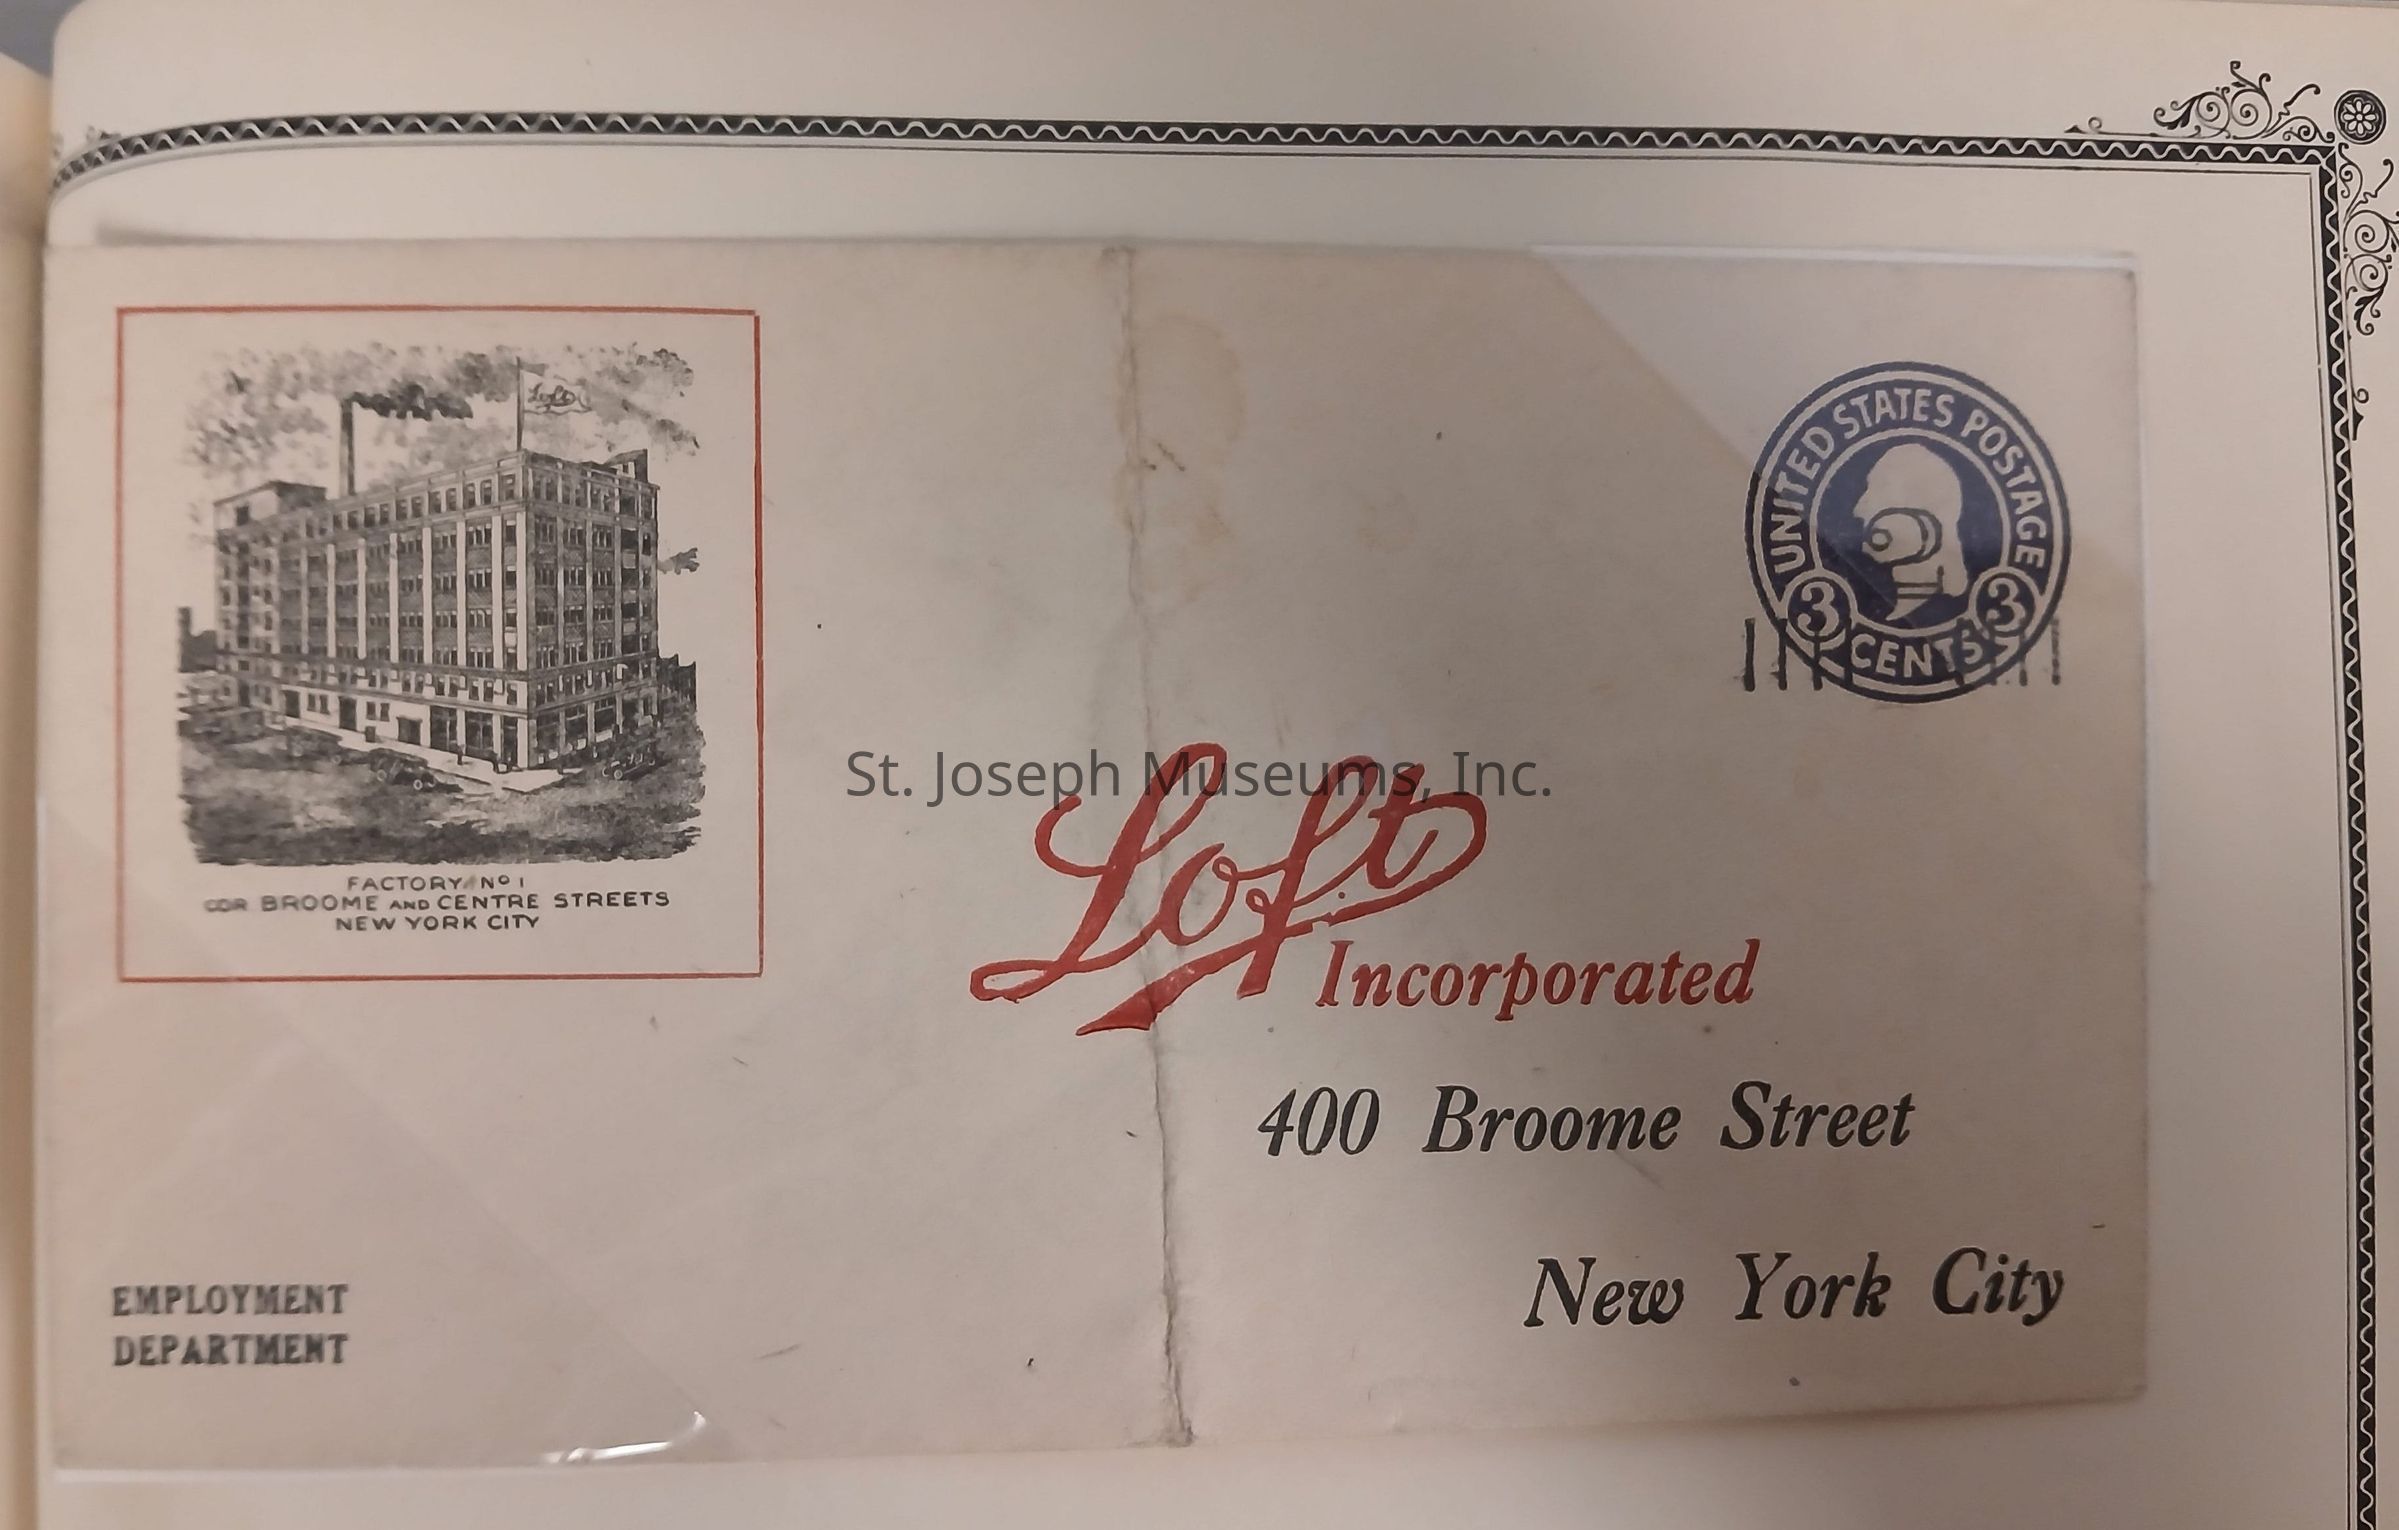 Loft
FACTORY Nº 1
COR BROOME AND CENTRE STREETS
NEW YORK CITY
UNITED STATES POSTAGE
3 CENTS 3
St. Joseph Museums, Inc.
Loft
Incorporated
400 Broome Street
New York City
EMPLOYMENT
DEPARTMENT